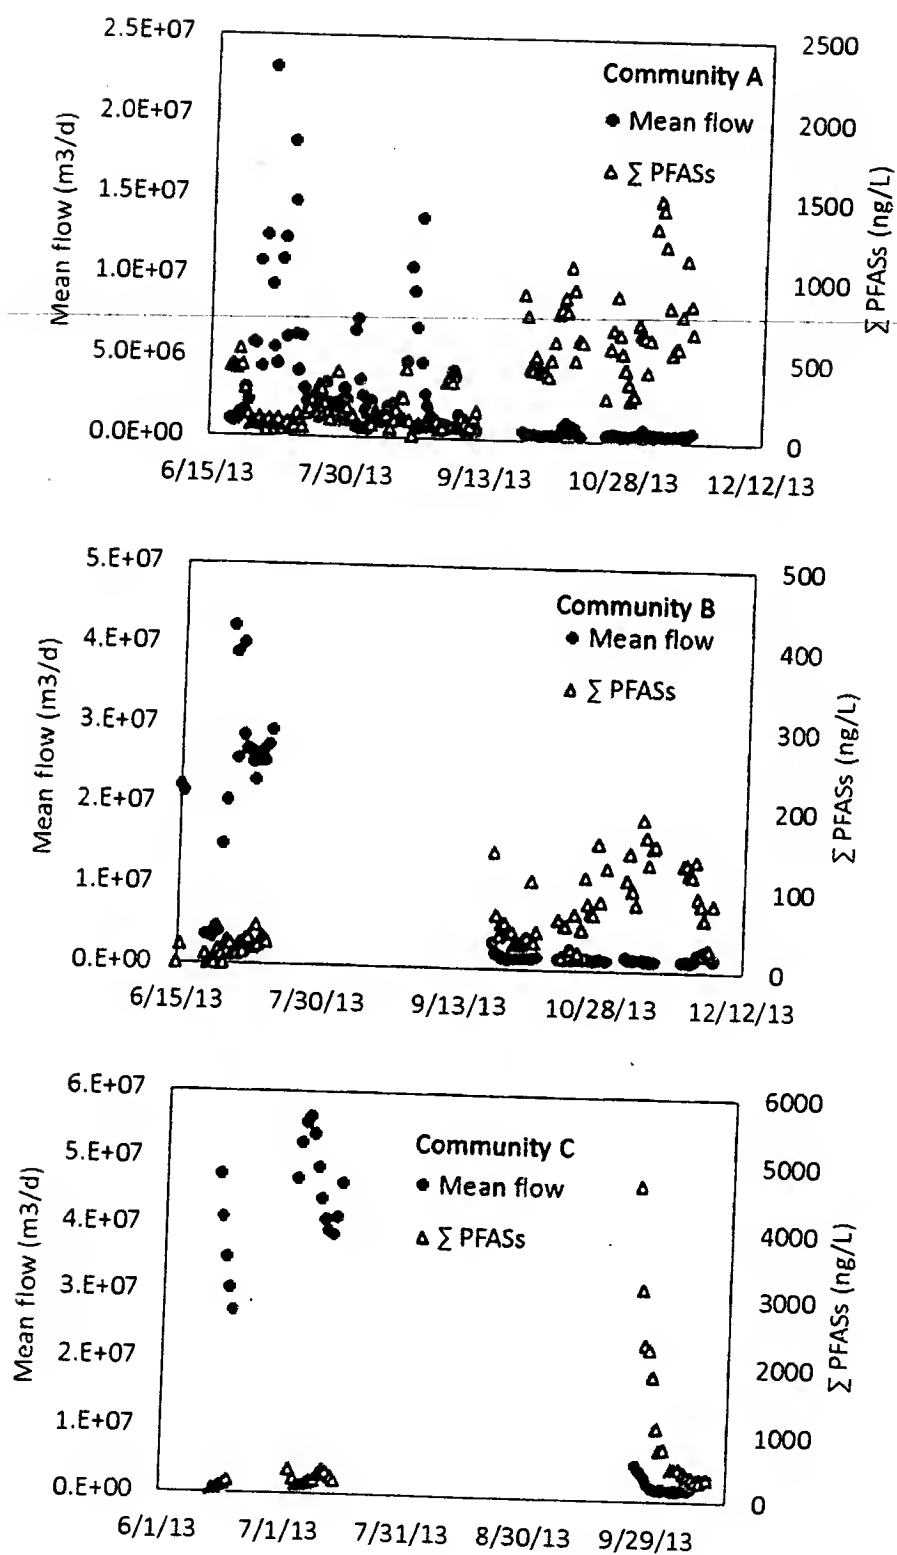 2.5E+07
2500
Community A
2.0E+07
Mean flow
2000
∑ PFASs
1.5E+07
1500
Mean flow (m3/d)
∑ PFASs (ng/L)
1.0E+07
1000
5.0E+06
500
0.0E+00
0
6/15/13 7/30/13 9/13/13 10/28/13 12/12/13
5.E+07
500
Community B
Mean flow
4.E+07
400
∑ PFASs
Mean flow (m3/d)
∑ PFASs (ng/L)
3.E+07
300
2.E+07
200
1.E+07
100
0.E+00
0
6/15/13 7/30/13 9/13/13 10/28/13 12/12/13
6.E+07
6000
Community C
5.E+07
5000
Mean flow
4.E+07
4000
∑ PFASs
Mean flow (m3/d)
∑ PFASs (ng/L)
3.E+07
3000
2.E+07
2000
1.E+07
1000
0.E+00
0
6/1/13 7/1/13 7/31/13 8/30/13 9/29/13